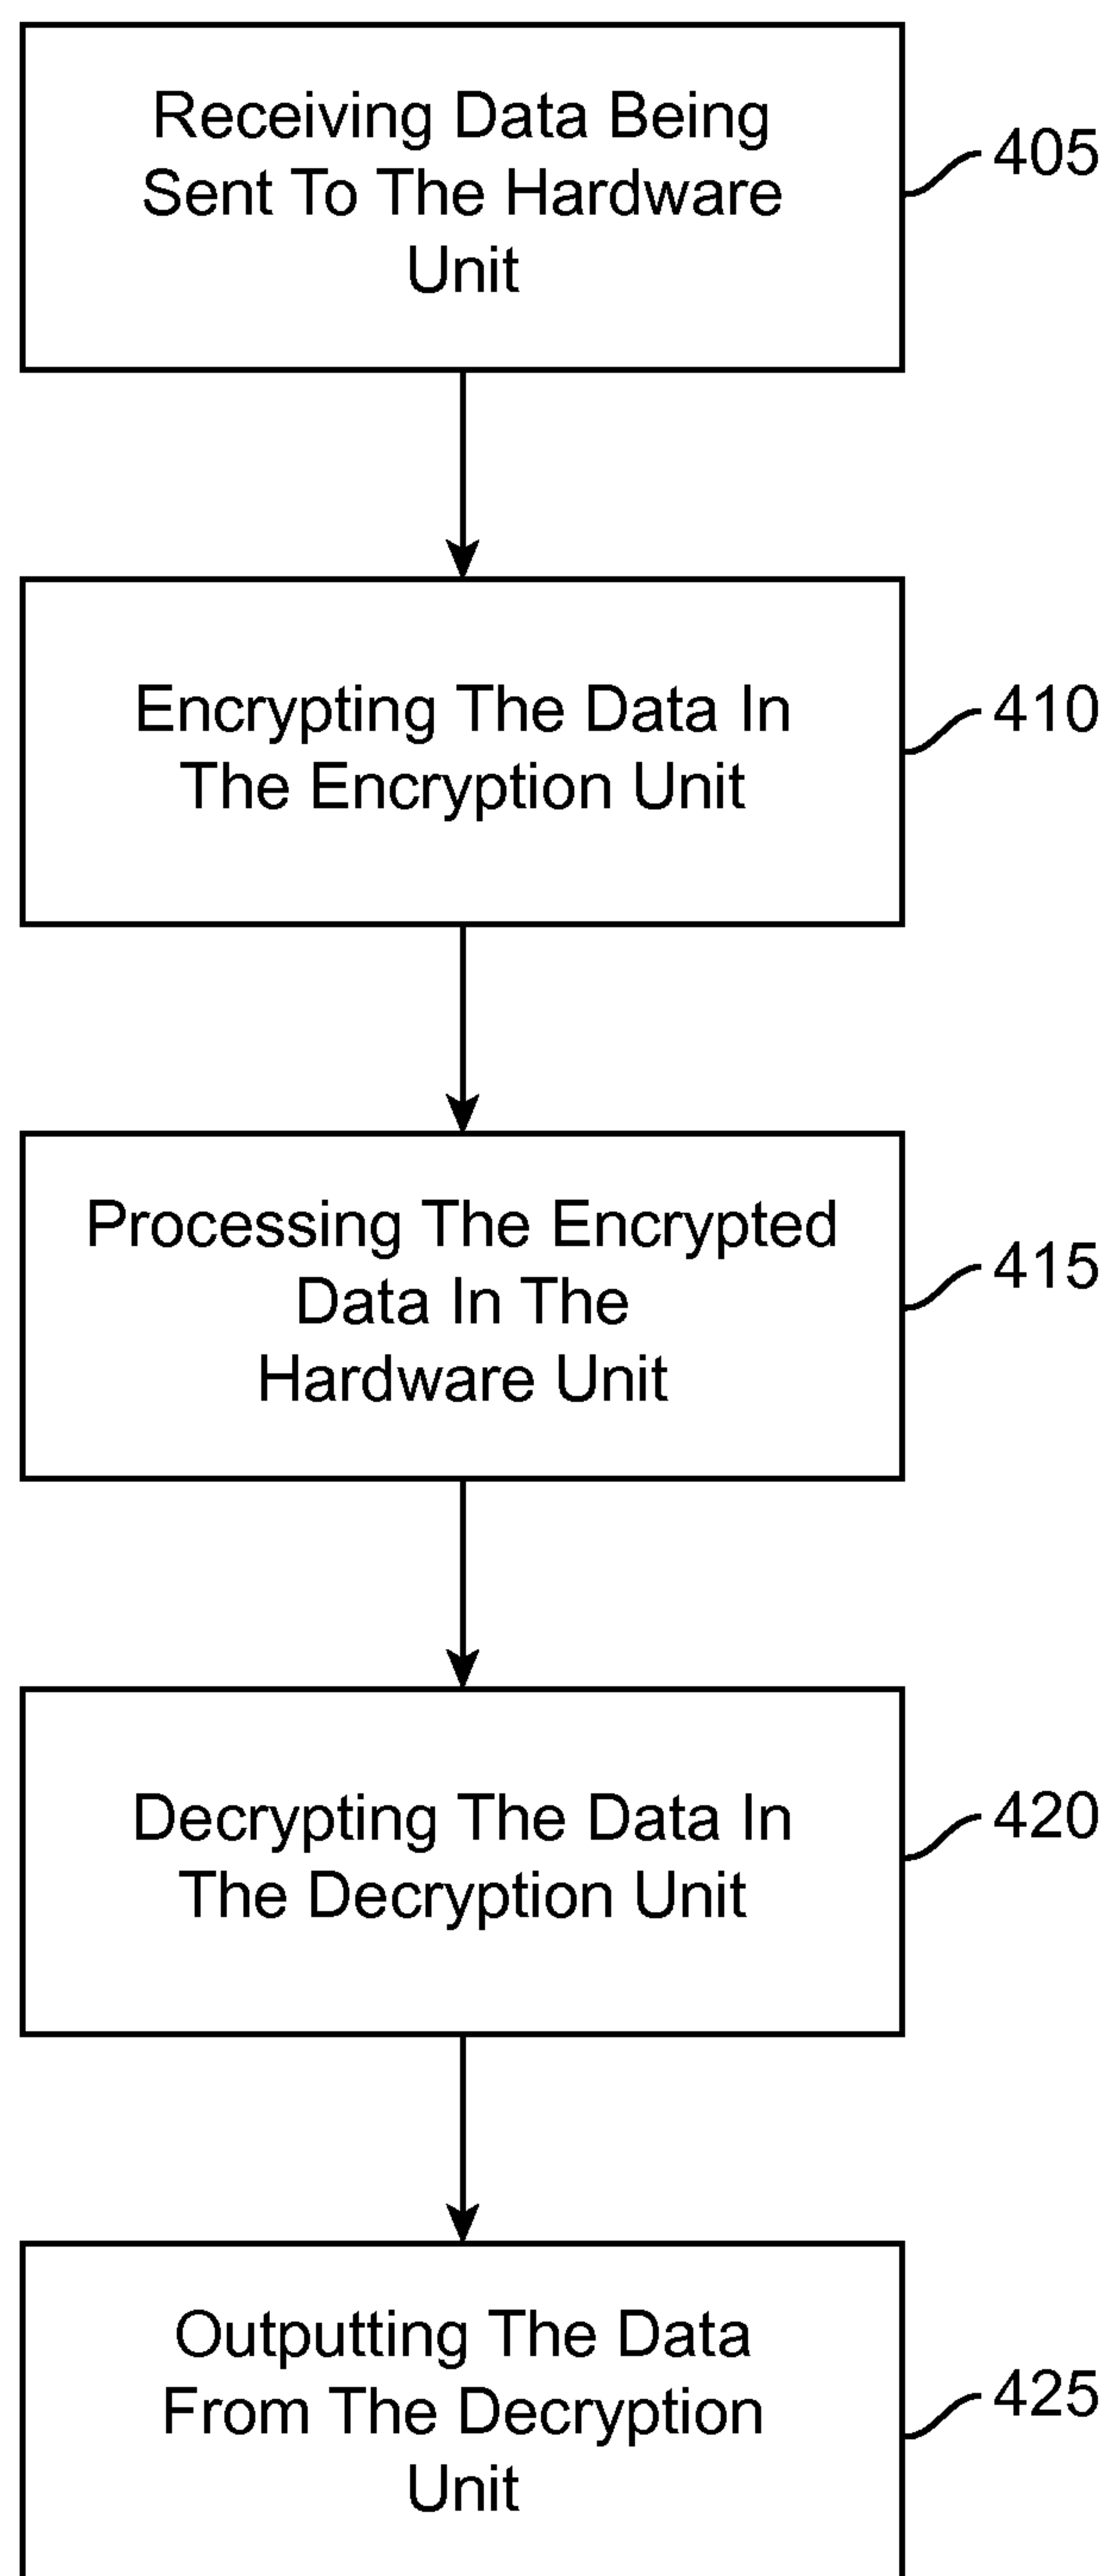 Receiving Data Being
Sent To The Hardware
Unit
405
Encrypting The Data In
The Encryption Unit
410
Processing The Encrypted
Data In The
Hardware Unit
415
Decrypting The Data In
The Decryption Unit
420
Outputting The Data
From The Decryption
Unit
425